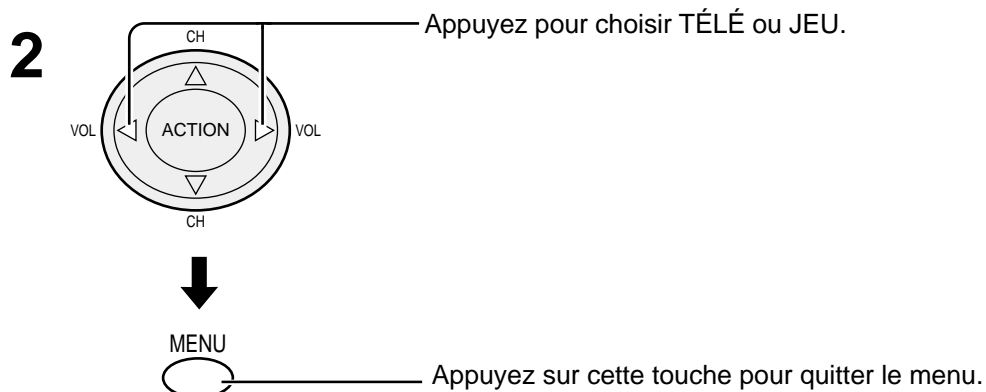 Appuyez pour choisir TÉLÉ ou JEU.
2
CH
VOL ACTION VOL
CH
MENU
Appuyez sur cette touche pour quitter le menu.